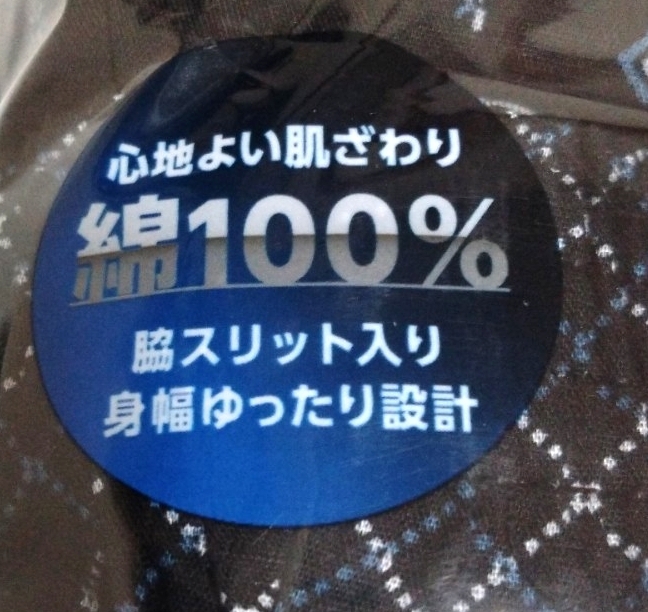 心地よい肌ざわり
綿100%
脇スリット入り
身幅ゆったり設計